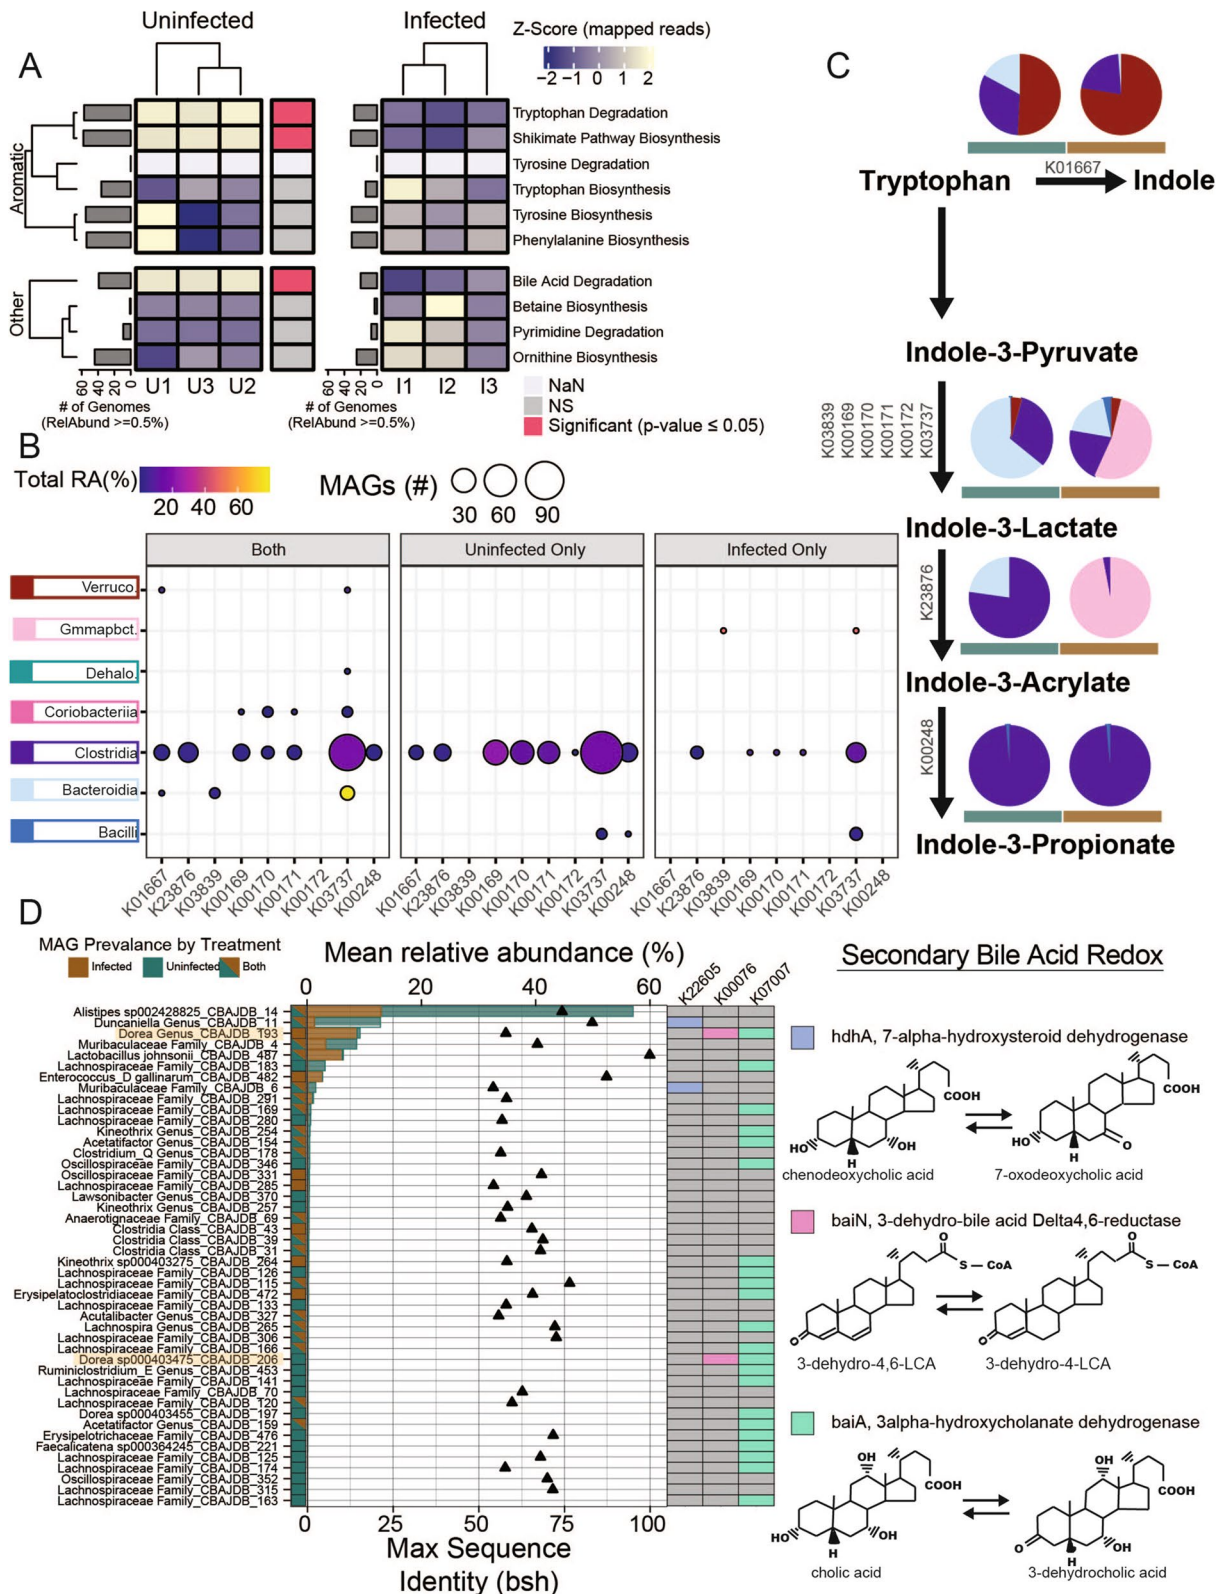 A
Uninfected
Infected
Z-Score (mapped reads)
−2 −1 0 1 2
Aromatic
Tryptophan Degradation
Shikimate Pathway Biosynthesis
Tyrosine Degradation
Tryptophan Biosynthesis
Tyrosine Biosynthesis
Phenylalanine Biosynthesis
Other
Bile Acid Degradation
Betaine Biosynthesis
Pyrimidine Degradation
Ornithine Biosynthesis
60 40 20 0
U1 U3 U2
60 40 20 0
I1 I2 I3
# of Genomes
(RelAbund >=0.5%)
# of Genomes
(RelAbund >=0.5%)
NaN
NS
Significant (p-value ≤ 0.05)
B
Total RA(%)
20 40 60
MAGs (#)
30 60 90
Both
Uninfected Only
Infected Only
Verruco.
Gmmapbct.
Dehalo.
Coriobacteriia
Clostridia
Bacteroidia
Bacilli
K01667 K23876 K03839 K00169 K00170 K00171 K00172 K03737 K00248
K01667 K23876 K03839 K00169 K00170 K00171 K00172 K03737 K00248
K01667 K23876 K03839 K00169 K00170 K00171 K00172 K03737 K00248
C
Tryptophan
K01667
Indole
Indole-3-Pyruvate
K03839
K00169
K00170
K00171
K00172
K03737
Indole-3-Lactate
K23876
Indole-3-Acrylate
K00248
Indole-3-Propionate
D
MAG Prevalance by Treatment
Infected Uninfected Both
Mean relative abundance (%)
0 20 40 60
K22605 K00076 K07007
Alistipes sp002428825_CBAJDB_14
Duncaniella Genus_CBAJDB_11
Dorea Genus_CBAJDB_193
Muribaculaceae Family_CBAJDB_4
Lactobacillus johnsonii_CBAJDB_487
Lachnospiraceae Family_CBAJDB_183
Enterococcus_D gallinarum_CBAJDB_482
Muribaculaceae Family_CBAJDB_6
Lachnospiraceae Family_CBAJDB_291
Lachnospiraceae Family_CBAJDB_169
Lachnospiraceae Family_CBAJDB_280
Kineothrix Genus_CBAJDB_254
Acetatifactor Genus_CBAJDB_154
Clostridium_Q Genus_CBAJDB_178
Oscillospiraceae Family_CBAJDB_346
Oscillospiraceae Family_CBAJDB_331
Lachnospiraceae Family_CBAJDB_285
Lawsonibacter Genus_CBAJDB_370
Kineothrix Genus_CBAJDB_257
Anaerotignaceae Family_CBAJDB_69
Clostridia Class_CBAJDB_43
Clostridia Class_CBAJDB_39
Clostridia Class_CBAJDB_31
Kineothrix sp000403275_CBAJDB_264
Lachnospiraceae Family_CBAJDB_126
Lachnospiraceae Family_CBAJDB_115
Erysipelatoclostridiaceae Family_CBAJDB_472
Lachnospiraceae Family_CBAJDB_133
Acutalibacter Genus_CBAJDB_327
Lachnospira Genus_CBAJDB_265
Lachnospiraceae Family_CBAJDB_306
Lachnospiraceae Family_CBAJDB_166
Dorea sp000403475_CBAJDB_206
Ruminiclostridium_E Genus_CBAJDB_453
Lachnospiraceae Family_CBAJDB_141
Lachnospiraceae Family_CBAJDB_70
Lachnospiraceae Family_CBAJDB_120
Dorea sp000403455_CBAJDB_197
Acetatifactor Genus_CBAJDB_159
Erysipelotrichaceae Family_CBAJDB_476
Faecalicatena sp000364245_CBAJDB_221
Lachnospiraceae Family_CBAJDB_125
Lachnospiraceae Family_CBAJDB_174
Oscillospiraceae Family_CBAJDB_352
Lachnospiraceae Family_CBAJDB_315
Lachnospiraceae Family_CBAJDB_163
0 25 50 75 100
Max Sequence
Identity (bsh)
Secondary Bile Acid Redox
hdhA, 7-alpha-hydroxysteroid dehydrogenase
COOH
HO
H
OH
COOH
HO
H
O
chenodeoxycholic acid
7-oxodeoxycholic acid
baiN, 3-dehydro-bile acid Delta4,6-reductase
O
S — CoA
O
O
S — CoA
O
3-dehydro-4,6-LCA
3-dehydro-4-LCA
baiA, 3alpha-hydroxycholanate dehydrogenase
OH
COOH
HO
H
OH
OH
COOH
O
H
OH
cholic acid
3-dehydrocholic acid